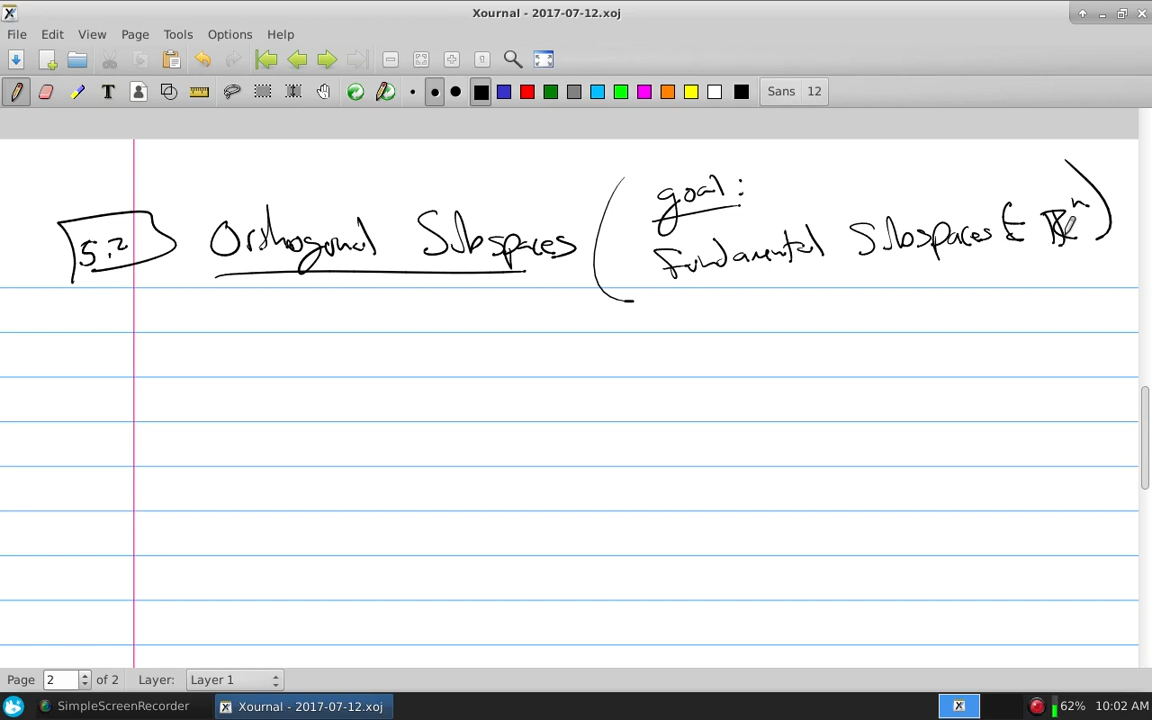 Xournal - 2017-07-12.xoj
File Edit View Page Tools Options Help
Sans 12
goal:
5.2 Orthogonal Subspaces ( Fundamental Subspaces & ℝⁿ )
Page 2 of 2 Layer: Layer 1
SimpleScreenRecorder Xournal - 2017-07-12.xoj 62% 10:02 AM